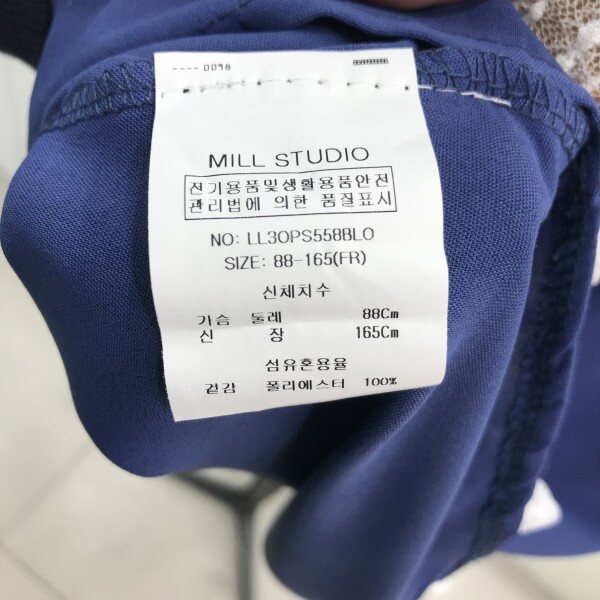 ----0098
MILL STUDIO
전기용품및생활용품안전
관리법에 의한 품질표시
NO: LL3OPS558BLO
SIZE: 88-165(FR)
신체치수
가슴 둘레 88Cm
신 장 165Cm
섬유혼용율
겉감 폴리에스터 100%